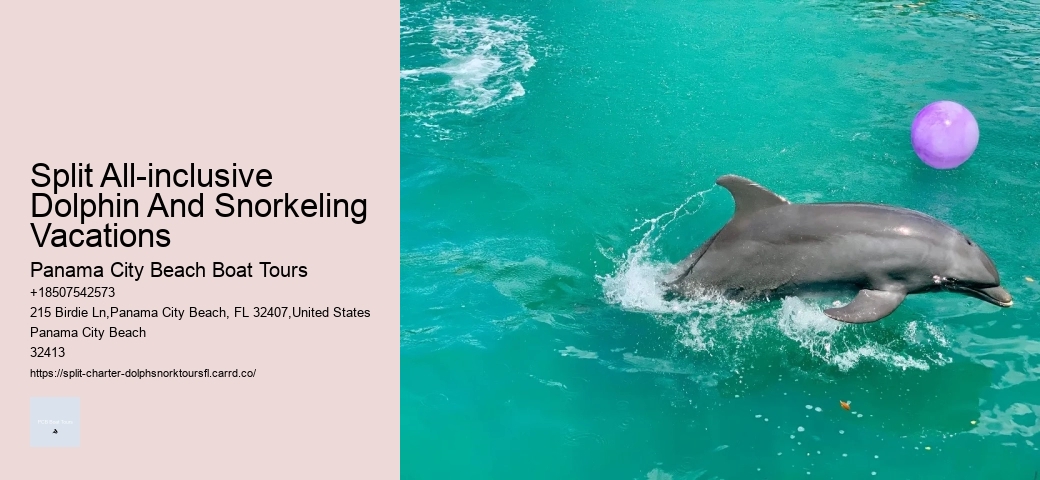 Split All-inclusive
Dolphin And Snorkeling
Vacations
Panama City Beach Boat Tours
+18507542573
215 Birdie Ln,Panama City Beach, FL 32407,United States
Panama City Beach
32413
https://split-charter-dolphsnorktoursfl.carrd.co/